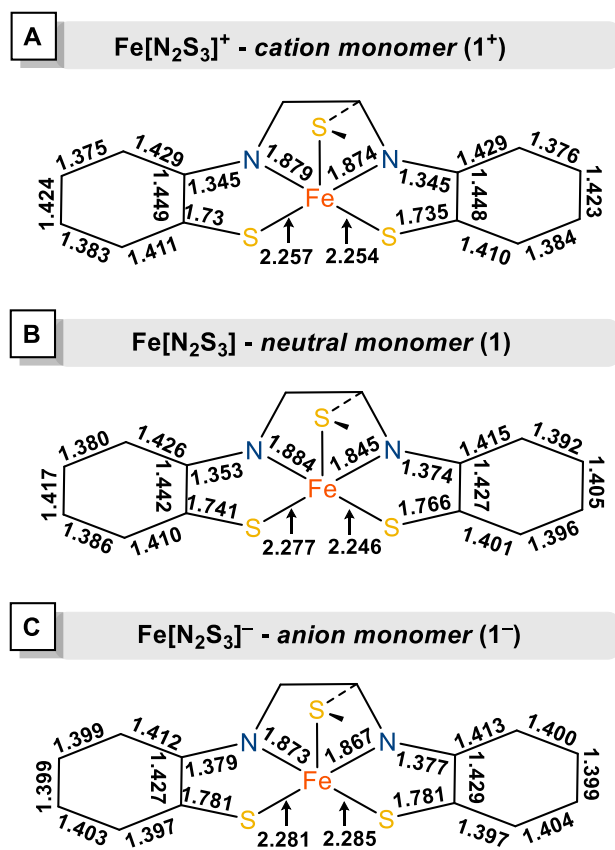 A
Fe[N₂S₃]⁺ - cation monomer (1⁺)
S
1.375 1.429 N 1.879 1.874 N 1.429 1.376
1.424 1.449 1.345 Fe 1.345 1.448 1.423
1.73 1.735
1.383 1.411 S S 1.410 1.384
2.257 2.254
B
Fe[N₂S₃] - neutral monomer (1)
S
1.380 1.426 N 1.884 1.845 N 1.415 1.392
1.417 1.442 1.353 Fe 1.374 1.427 1.405
1.741 1.766
1.386 1.410 S S 1.401 1.396
2.277 2.246
C
Fe[N₂S₃]⁻ - anion monomer (1⁻)
S
1.399 1.412 N 1.873 1.867 N 1.413 1.400
1.399 1.427 1.379 Fe 1.377 1.429 1.399
1.781 1.781
1.403 1.397 S S 1.397 1.404
2.281 2.285